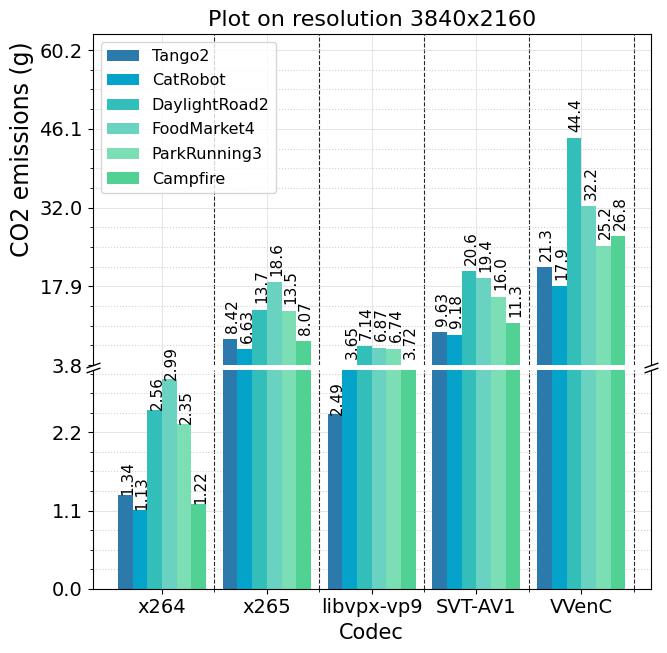 Plot on resolution 3840x2160
CO2 emissions (g)
60.2
46.1
32.0
17.9
3.8
2.2
1.1
0.0
Tango2
CatRobot
DaylightRoad2
FoodMarket4
ParkRunning3
Campfire
1.34
1.13
2.56
2.99
2.35
1.22
8.42
6.63
13.7
18.6
13.5
8.07
2.49
3.65
7.14
6.87
6.74
3.72
9.63
9.18
20.6
19.4
16.0
11.3
21.3
17.9
44.4
32.2
25.2
26.8
x264
x265
libvpx-vp9
SVT-AV1
VVenC
Codec